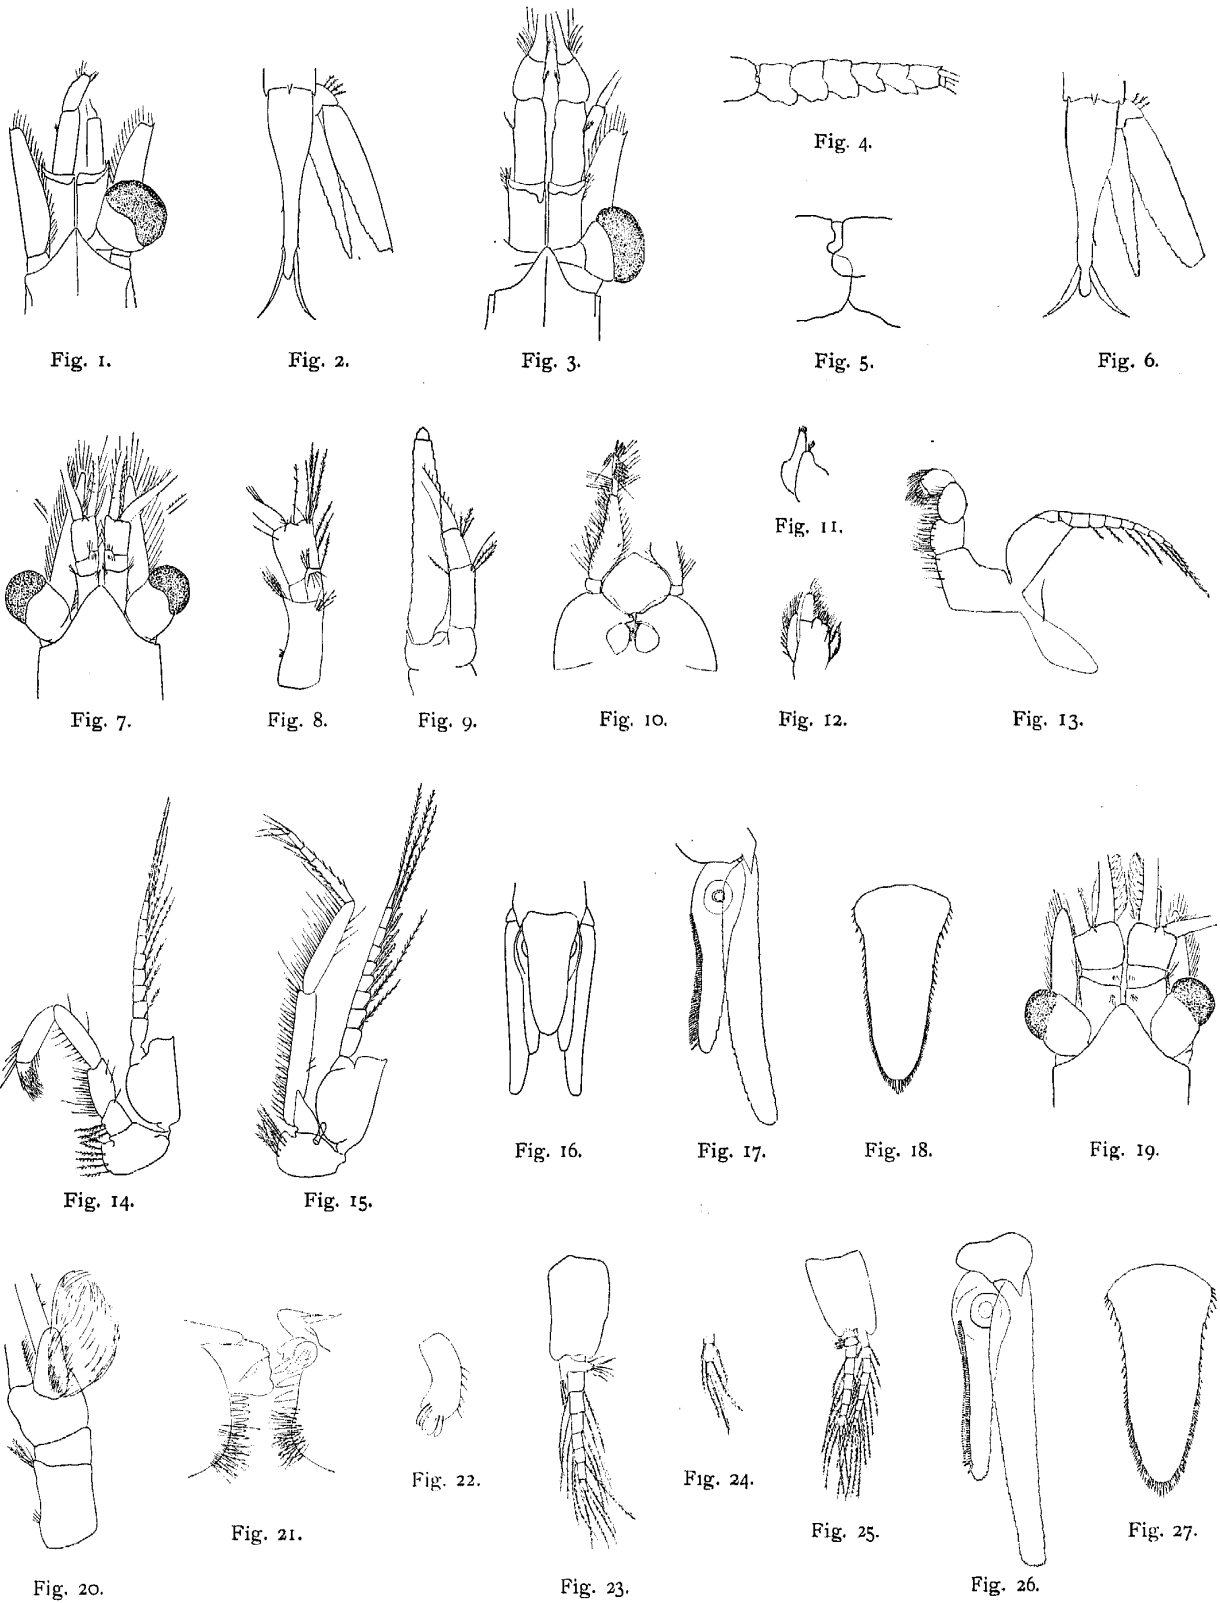 Fig. 1.
Fig. 2.
Fig. 3.
Fig. 4.
Fig. 5.
Fig. 6.
Fig. 7.
Fig. 8.
Fig. 9.
Fig. 10.
Fig. 11.
Fig. 12.
Fig. 13.
Fig. 14.
Fig. 15.
Fig. 16.
Fig. 17.
Fig. 18.
Fig. 19.
Fig. 20.
Fig. 21.
Fig. 22.
Fig. 23.
Fig. 24.
Fig. 25.
Fig. 26.
Fig. 27.